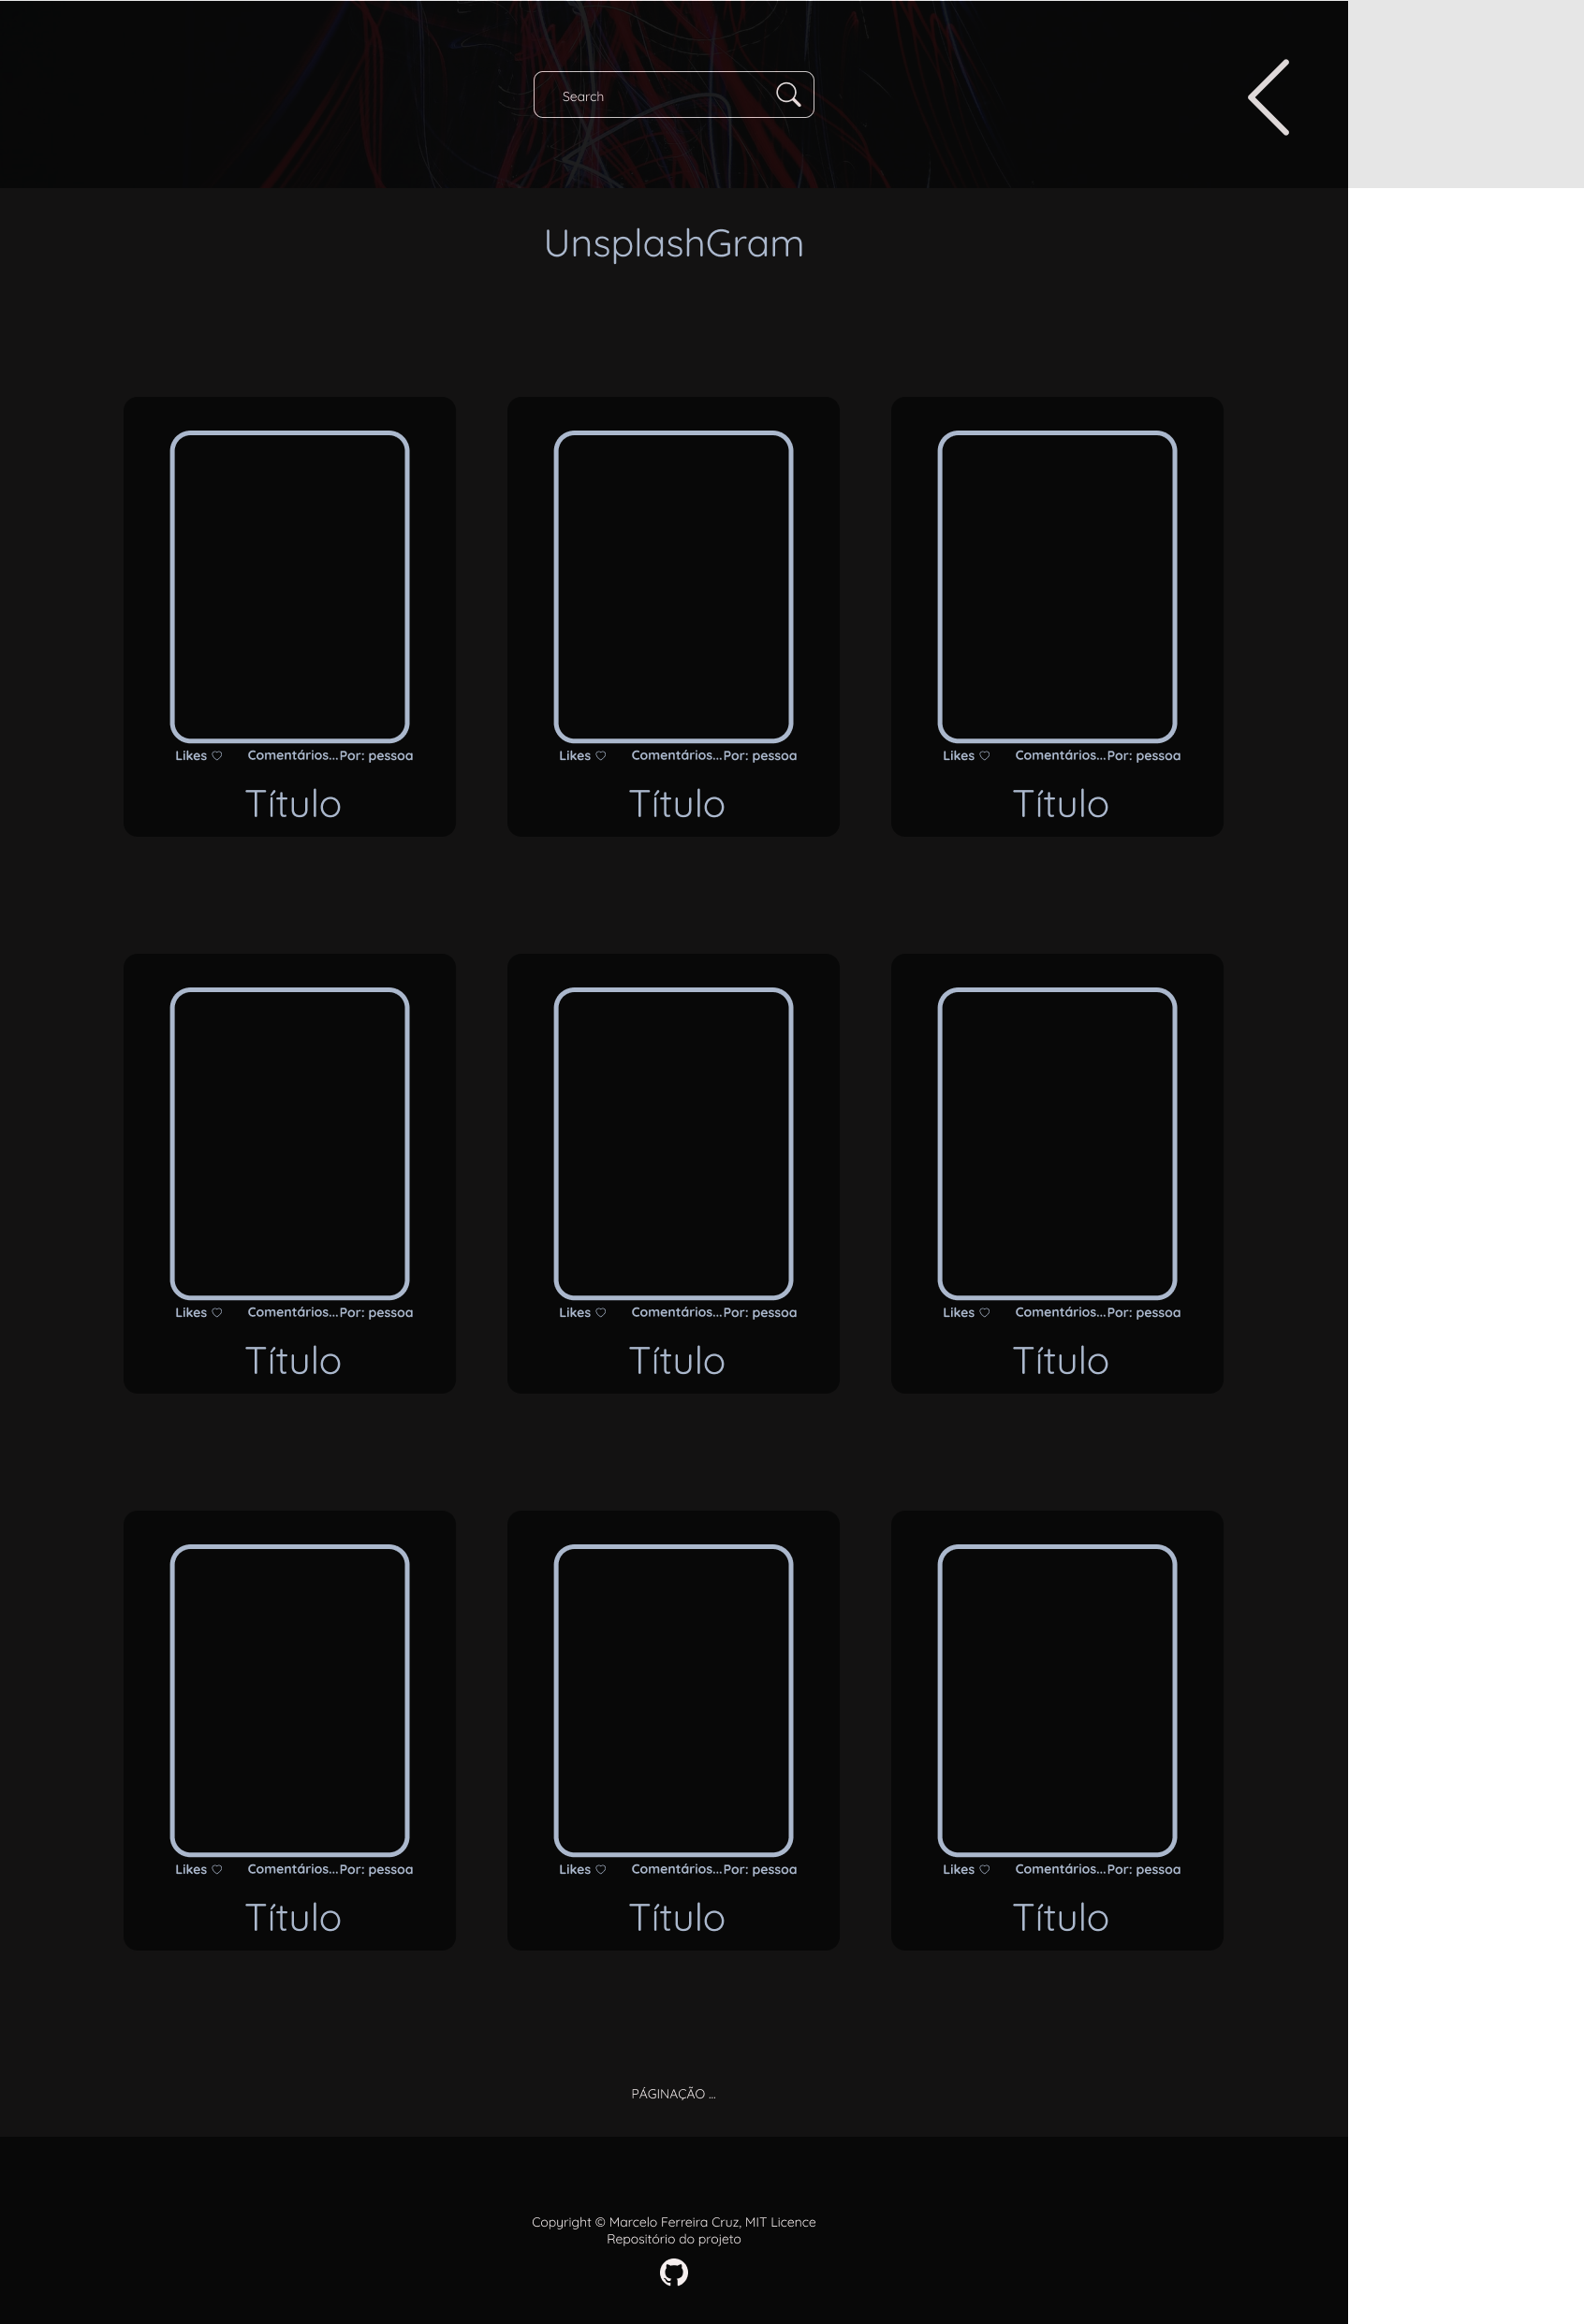 Search
UnsplashGram
Likes Comentários... Por: pessoa
Título
Likes Comentários... Por: pessoa
Título
Likes Comentários... Por: pessoa
Título
Likes Comentários... Por: pessoa
Título
Likes Comentários... Por: pessoa
Título
Likes Comentários... Por: pessoa
Título
Likes Comentários... Por: pessoa
Título
Likes Comentários... Por: pessoa
Título
Likes Comentários... Por: pessoa
Título
PÁGINAÇÃO ...
Copyright © Marcelo Ferreira Cruz, MIT Licence
Repositório do projeto